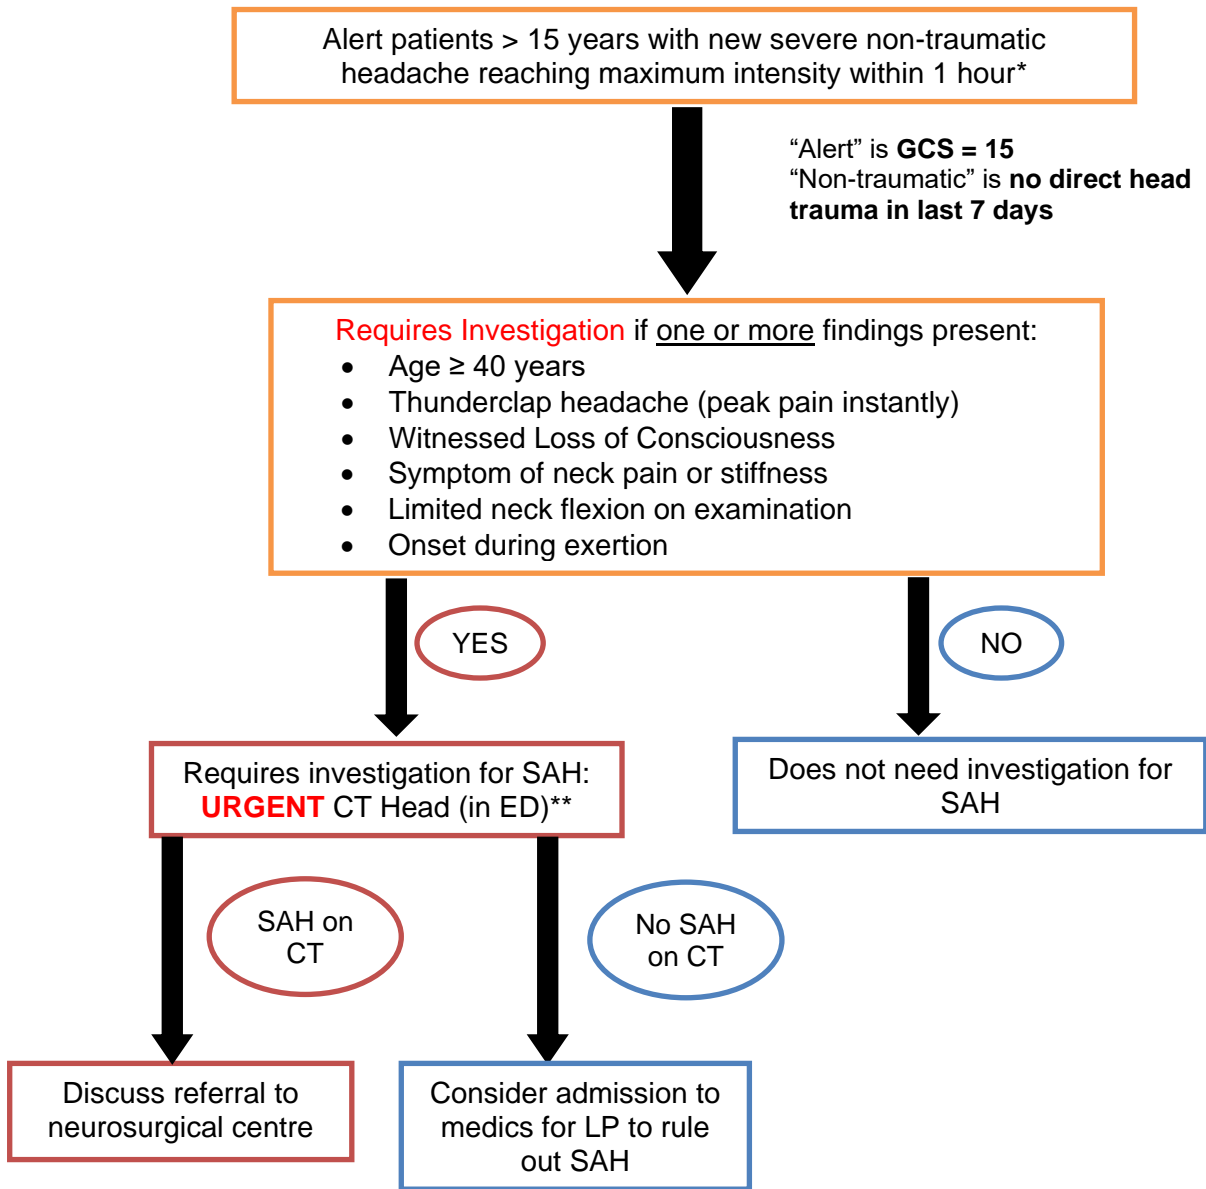 Alert patients > 15 years with new severe non-traumatic
headache reaching maximum intensity within 1 hour*
“Alert” is GCS = 15
“Non-traumatic” is no direct head
trauma in last 7 days
Requires Investigation if one or more findings present:
• Age ≥ 40 years
• Thunderclap headache (peak pain instantly)
• Witnessed Loss of Consciousness
• Symptom of neck pain or stiffness
• Limited neck flexion on examination
• Onset during exertion
YES
NO
Requires investigation for SAH:
URGENT CT Head (in ED)**
Does not need investigation for
SAH
SAH on
CT
No SAH
on CT
Discuss referral to
neurosurgical centre
Consider admission to
medics for LP to rule
out SAH